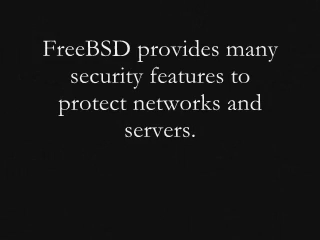 FreeBSD provides many
security features to
protect networks and
servers.